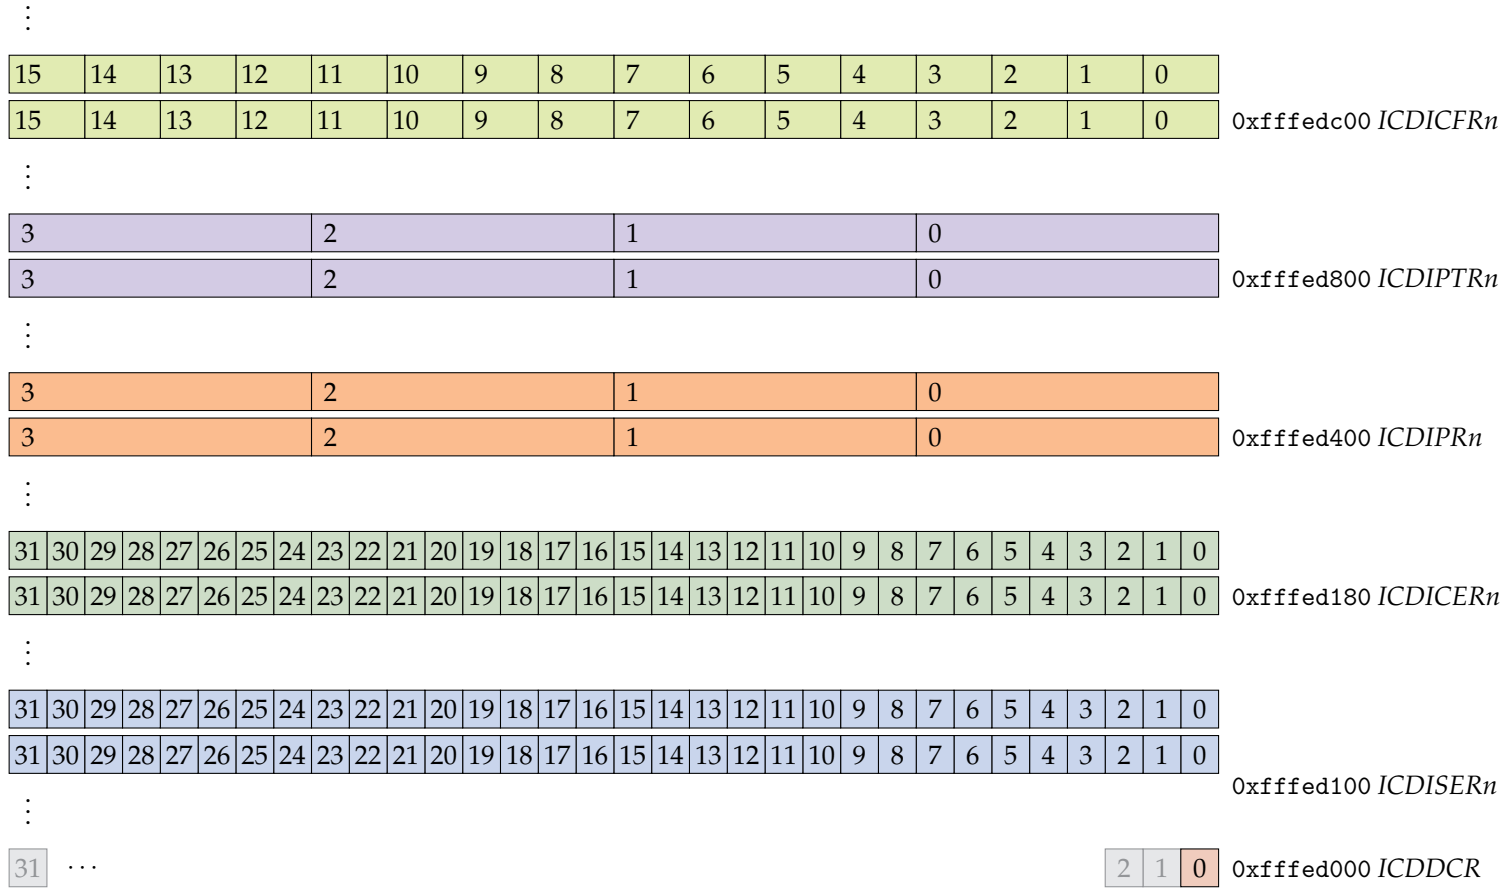 ⋮
15 14 13 12 11 10 9 8 7 6 5 4 3 2 1 0
15 14 13 12 11 10 9 8 7 6 5 4 3 2 1 0 0xfffedc00 ICDICFRn
⋮
3 2 1 0
3 2 1 0 0xfffed800 ICDIPTRn
⋮
3 2 1 0
3 2 1 0 0xfffed400 ICDIPRn
⋮
31 30 29 28 27 26 25 24 23 22 21 20 19 18 17 16 15 14 13 12 11 10 9 8 7 6 5 4 3 2 1 0
31 30 29 28 27 26 25 24 23 22 21 20 19 18 17 16 15 14 13 12 11 10 9 8 7 6 5 4 3 2 1 0 0xfffed180 ICDICERn
⋮
31 30 29 28 27 26 25 24 23 22 21 20 19 18 17 16 15 14 13 12 11 10 9 8 7 6 5 4 3 2 1 0
31 30 29 28 27 26 25 24 23 22 21 20 19 18 17 16 15 14 13 12 11 10 9 8 7 6 5 4 3 2 1 0
0xfffed100 ICDISERn
⋮
31 ··· 2 1 0 0xfffed000 ICDDCR